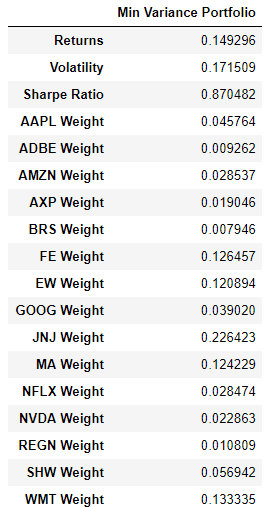 Min Variance Portfolio
Returns 0.149296
Volatility 0.171509
Sharpe Ratio 0.870482
AAPL Weight 0.045764
ADBE Weight 0.009262
AMZN Weight 0.028537
AXP Weight 0.019046
BRS Weight 0.007946
FE Weight 0.126457
EW Weight 0.120894
GOOG Weight 0.039020
JNJ Weight 0.226423
MA Weight 0.124229
NFLX Weight 0.028474
NVDA Weight 0.022863
REGN Weight 0.010809
SHW Weight 0.056942
WMT Weight 0.133335